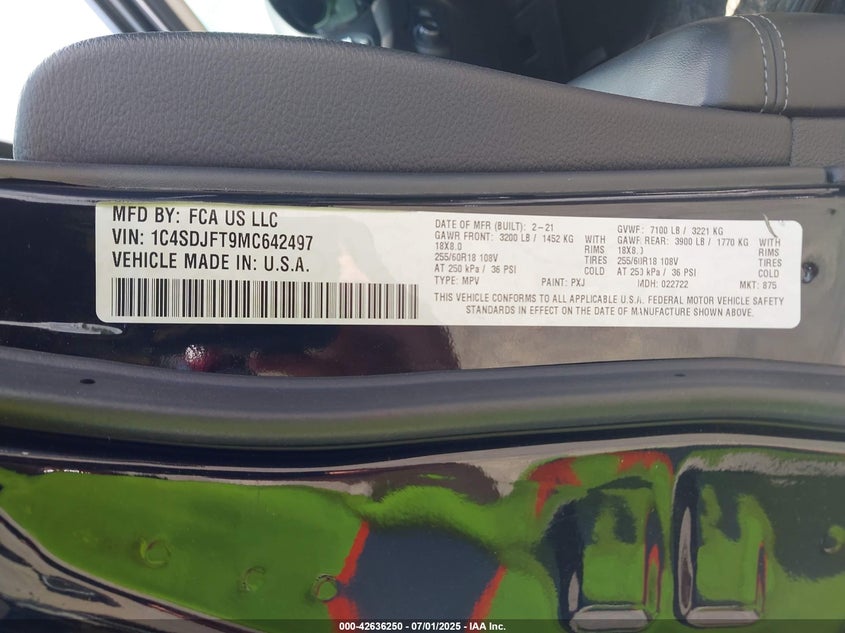 MFD BY: FCA US LLC
VIN: 1C4SDJFT9MC642497
VEHICLE MADE IN: U.S.A.
DATE OF MFR (BUILT): 2-21
GAWR FRONT: 3200 LB / 1452 KG WITH
18X8.0 RIMS
255/60R18 108V TIRES
AT 250 kPa / 36 PSI COLD
TYPE: MPV PAINT: PXJ
GVWF: 7100 LB / 3221 KG
GAWR REAR: 3900 LB / 1770 KG WITH
18X8.0 RIMS
255/60R18 108V TIRES
AT 250 kPa / 36 PSI COLD
MDH: 022722 MKT: 875
THIS VEHICLE CONFORMS TO ALL APPLICABLE U.S.A. FEDERAL MOTOR VEHICLE SAFETY
STANDARDS IN EFFECT ON THE DATE OF MANUFACTURE SHOWN ABOVE.
000-42636250 - 07/01/2025 - IAA Inc.